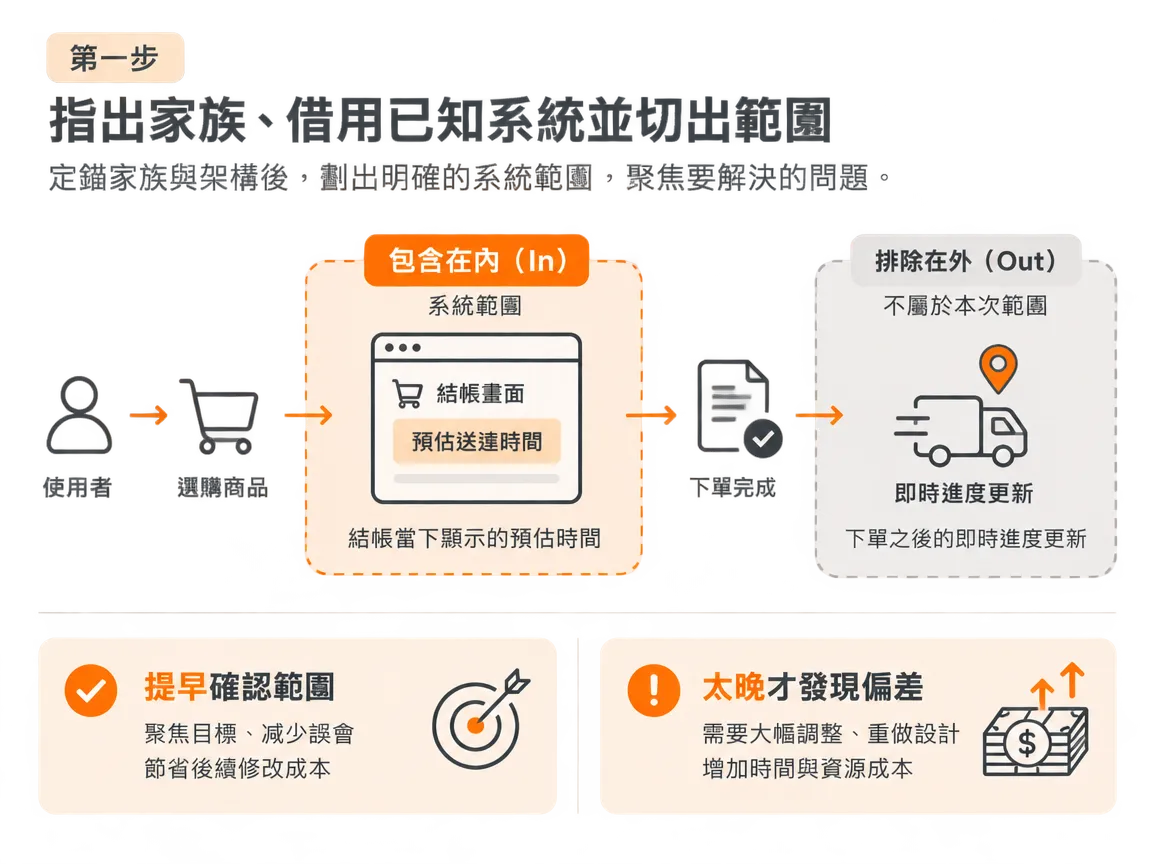 第一步
指出家族、借用已知系統並切出範圍
定錨家族與架構後，劃出明確的系統範圍，聚焦要解決的問題。
包含在內（In）
系統範圍
結帳畫面
預估送達時間
結帳當下顯示的預估時間
排除在外（Out）
不屬於本次範圍
即時進度更新
下單之後的即時進度更新
使用者
選購商品
下單完成
提早確認範圍
聚焦目標、減少誤會
節省後續修改成本
太晚才發現偏差
需要大幅調整、重做設計
增加時間與資源成本
$